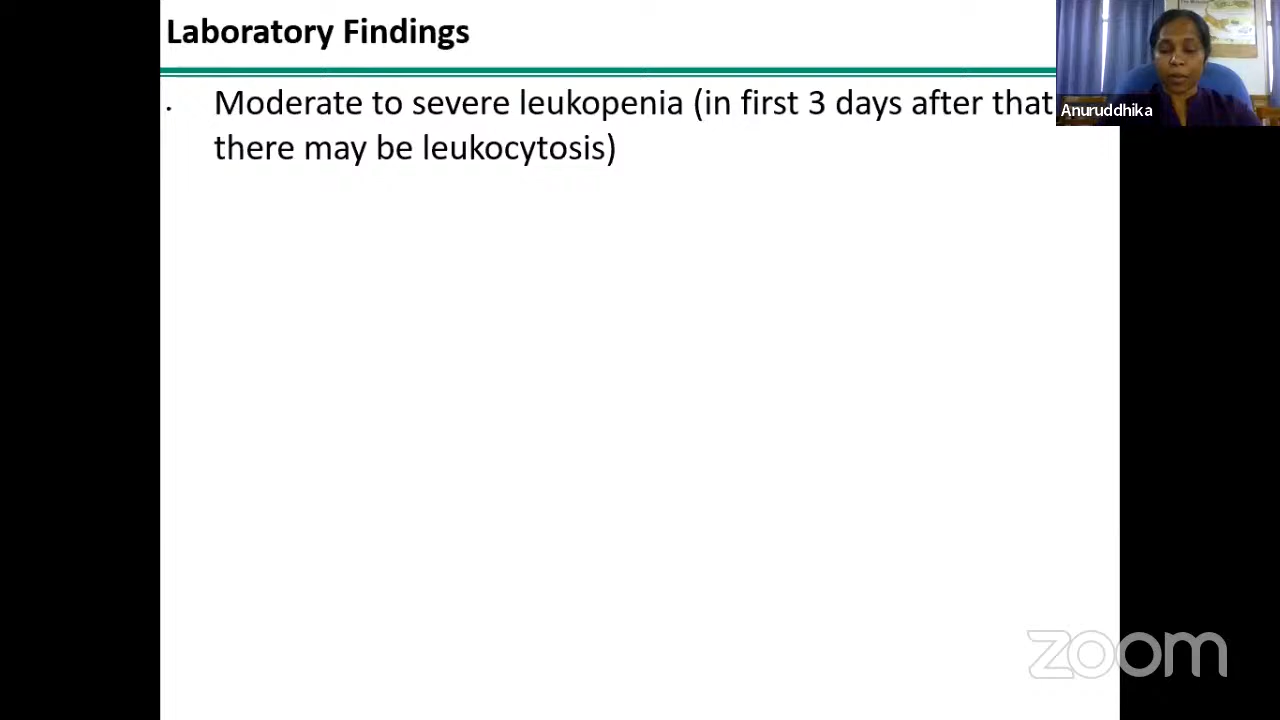 Laboratory Findings
• Moderate to severe leukopenia (in first 3 days after that
there may be leukocytosis)
Anuruddhika
zoom